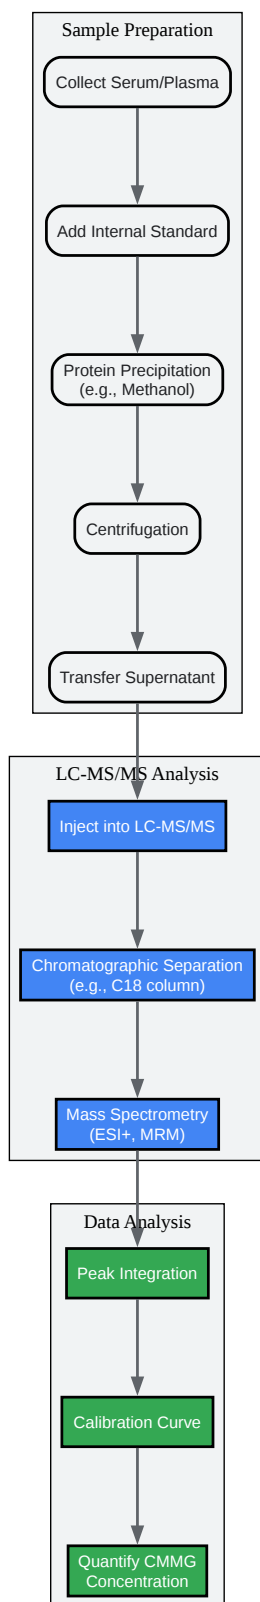 Sample Preparation
Collect Serum/Plasma
Add Internal Standard
Protein Precipitation
(e.g., Methanol)
Centrifugation
Transfer Supernatant
LC-MS/MS Analysis
Inject into LC-MS/MS
Chromatographic Separation
(e.g., C18 column)
Mass Spectrometry
(ESI+, MRM)
Data Analysis
Peak Integration
Calibration Curve
Quantify CMMG
Concentration